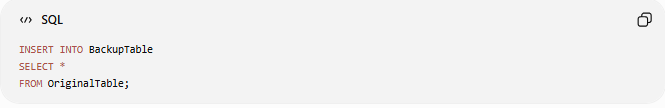 SQL
INSERT INTO BackupTable
SELECT *
FROM OriginalTable;